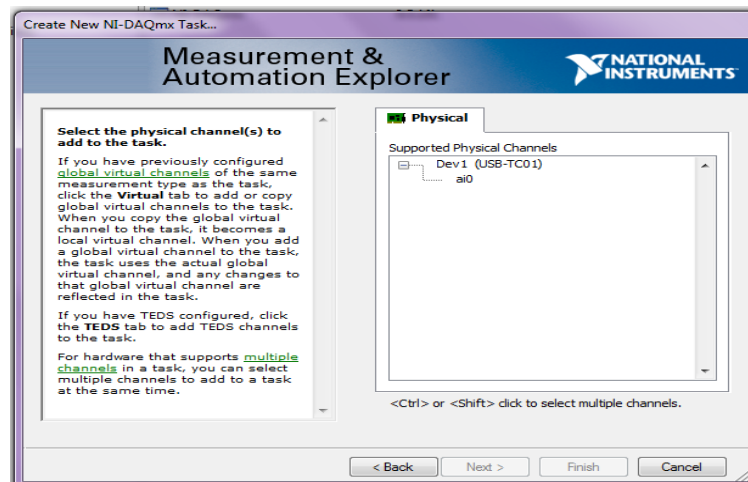 Create New NI-DAQmx Task...
Measurement &
Automation Explorer
NATIONAL
INSTRUMENTS
Select the physical channel(s) to
add to the task.
If you have previously configured
global virtual channels of the same
measurement type as the task,
click the Virtual tab to add or copy
global virtual channels to the task.
When you copy the global virtual
channel to the task, it becomes a
local virtual channel. When you add
a global virtual channel to the task,
the task uses the actual global
virtual channel, and any changes to
that global virtual channel are
reflected in the task.
If you have TEDS configured, click
the TEDS tab to add TEDS channels
to the task.
For hardware that supports multiple
channels in a task, you can select
multiple channels to add to a task
at the same time.
Physical
Supported Physical Channels
Dev1 (USB-TC01)
ai0
<Ctrl> or <Shift> click to select multiple channels.
< Back
Next >
Finish
Cancel